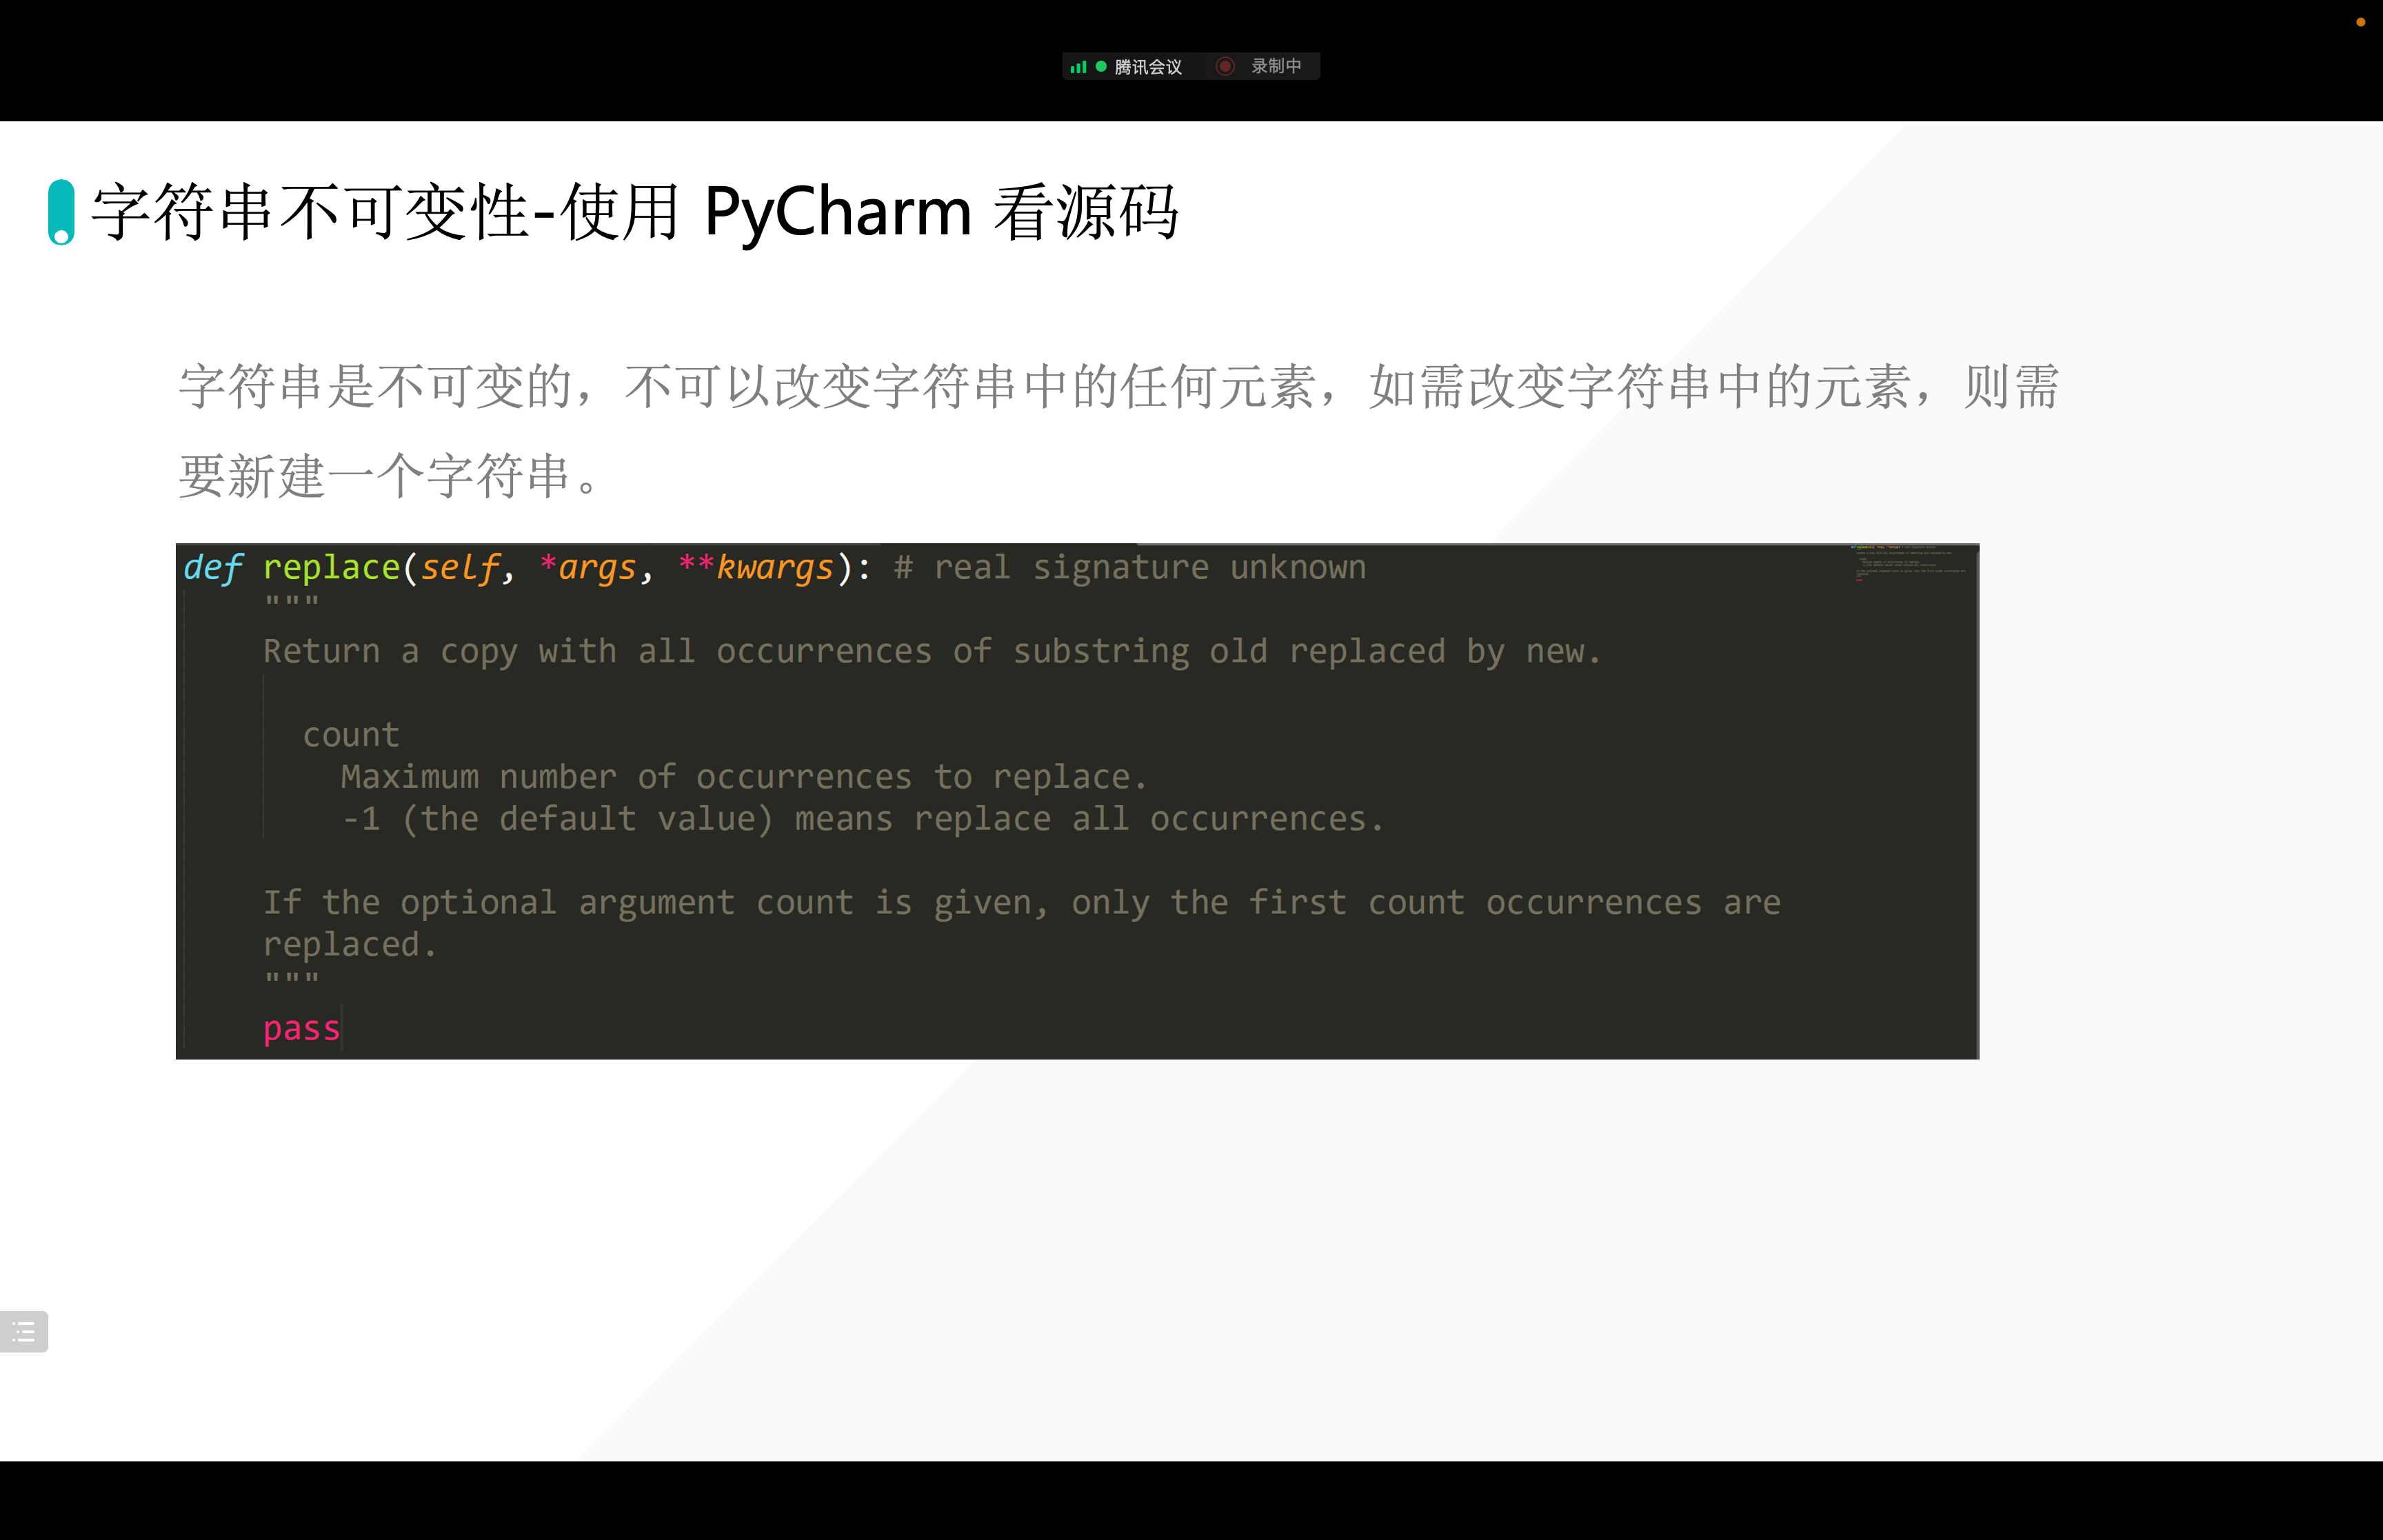 腾讯会议 录制中
字符串不可变性-使用 PyCharm 看源码
字符串是不可变的，不可以改变字符串中的任何元素，如需改变字符串中的元素，则需
要新建一个字符串。
def replace(self, *args, **kwargs): # real signature unknown
"""
Return a copy with all occurrences of substring old replaced by new.
count
Maximum number of occurrences to replace.
-1 (the default value) means replace all occurrences.
If the optional argument count is given, only the first count occurrences are
replaced.
"""
pass